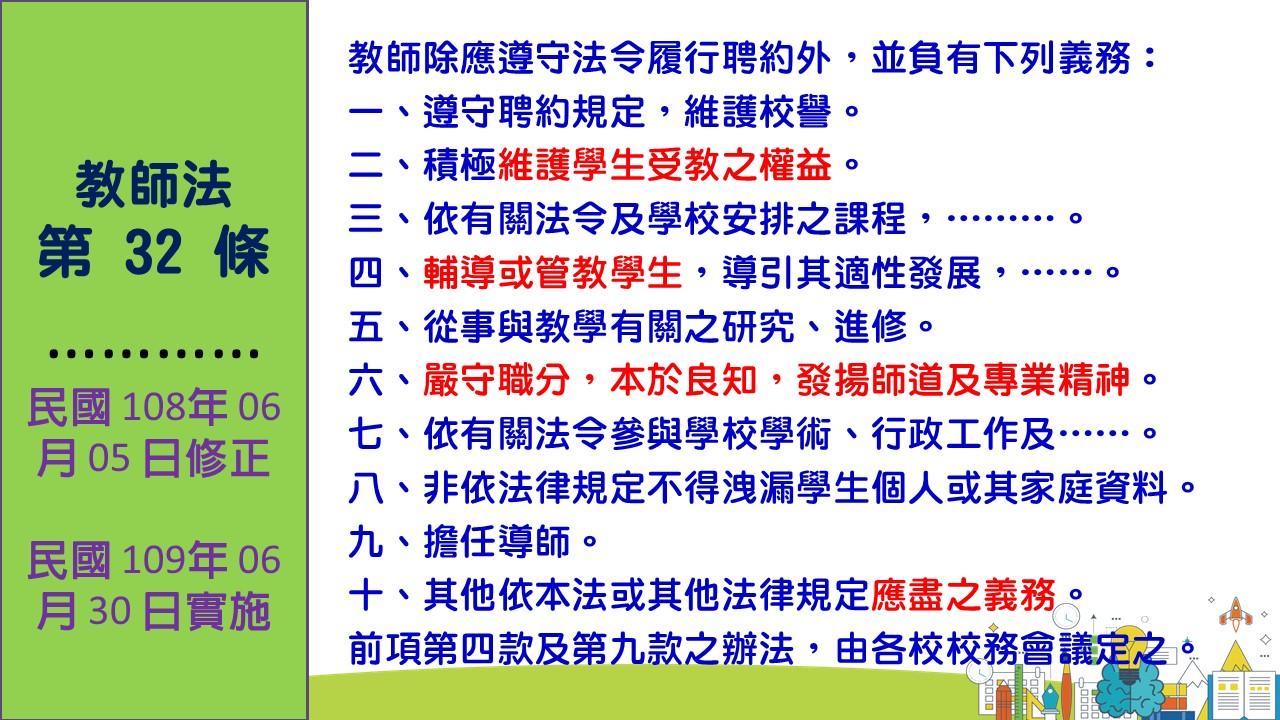 教師法
第 32 條
…………
民國 108年 06
月 05 日修正
民國 109年 06
月 30 日實施
教師除應遵守法令履行聘約外，並負有下列義務：
一、遵守聘約規定，維護校譽。
二、積極維護學生受教之權益。
三、依有關法令及學校安排之課程，………。
四、輔導或管教學生，導引其適性發展，……。
五、從事與教學有關之研究、進修。
六、嚴守職分，本於良知，發揚師道及專業精神。
七、依有關法令參與學校學術、行政工作及……。
八、非依法律規定不得洩漏學生個人或其家庭資料。
九、擔任導師。
十、其他依本法或其他法律規定應盡之義務。
前項第四款及第九款之辦法，由各校校務會議定之。